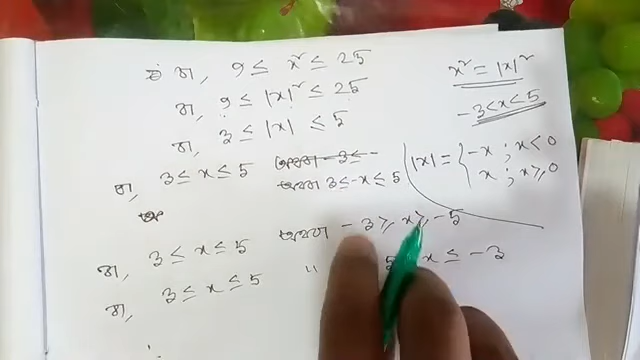 বা, 9 ≤ x² ≤ 25
বা, 9 ≤ |x|² ≤ 25
বা, 3 ≤ |x| ≤ 5
বা, 3 ≤ x ≤ 5 অথবা 3 ≤ -x ≤ 5
বা, 3 ≤ x ≤ 5 অথবা -3 ≥ x ≥ -5
বা, 3 ≤ x ≤ 5 " 5 x ≤ -3
x² = |x|²
-3<x<5
|x| = { -x ; x<0
x ; x≥0